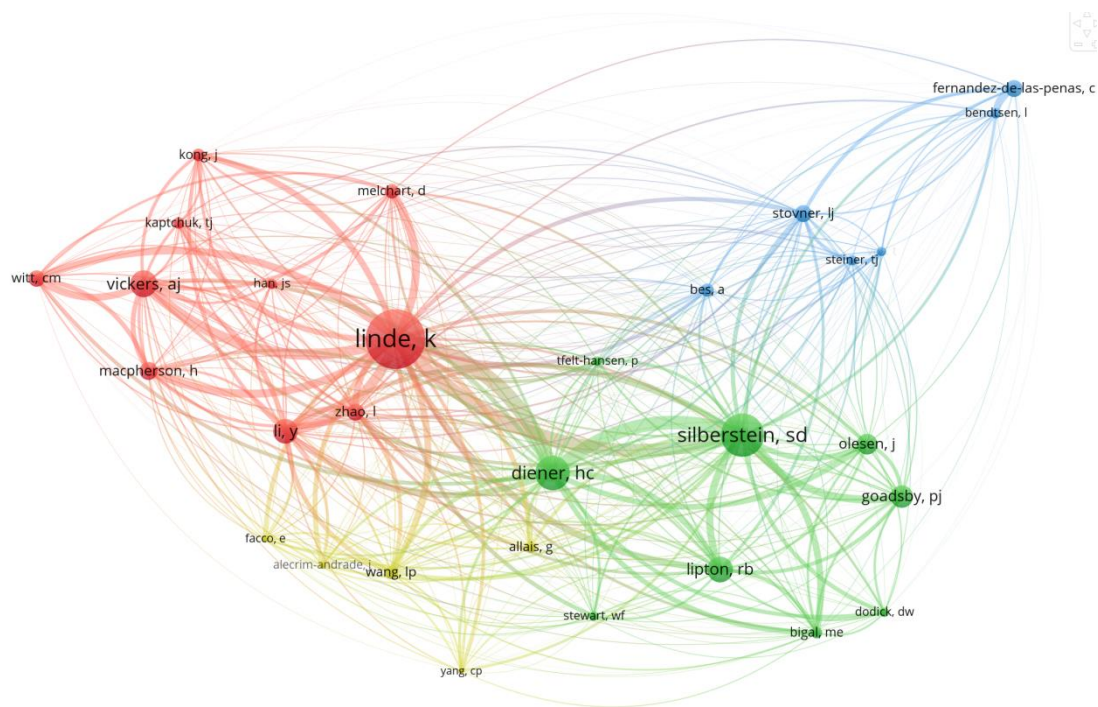 fernandez-de-las-penas, c
bendtsen, l
kong, j
melchart, d
kaptchuk, tj
stovner, lj
steiner, tj
witt, cm
vickers, aj
han, js
bes, a
linde, k
macpherson, h
tfelt-hansen, p
zhao, l
li, y
silberstein, sd
olesen, j
diener, hc
goadsby, pj
facco, e
allais, g
alecrim-andrade, j
wang, lp
lipton, rb
stewart, wf
dodick, dw
bigal, me
yang, cp